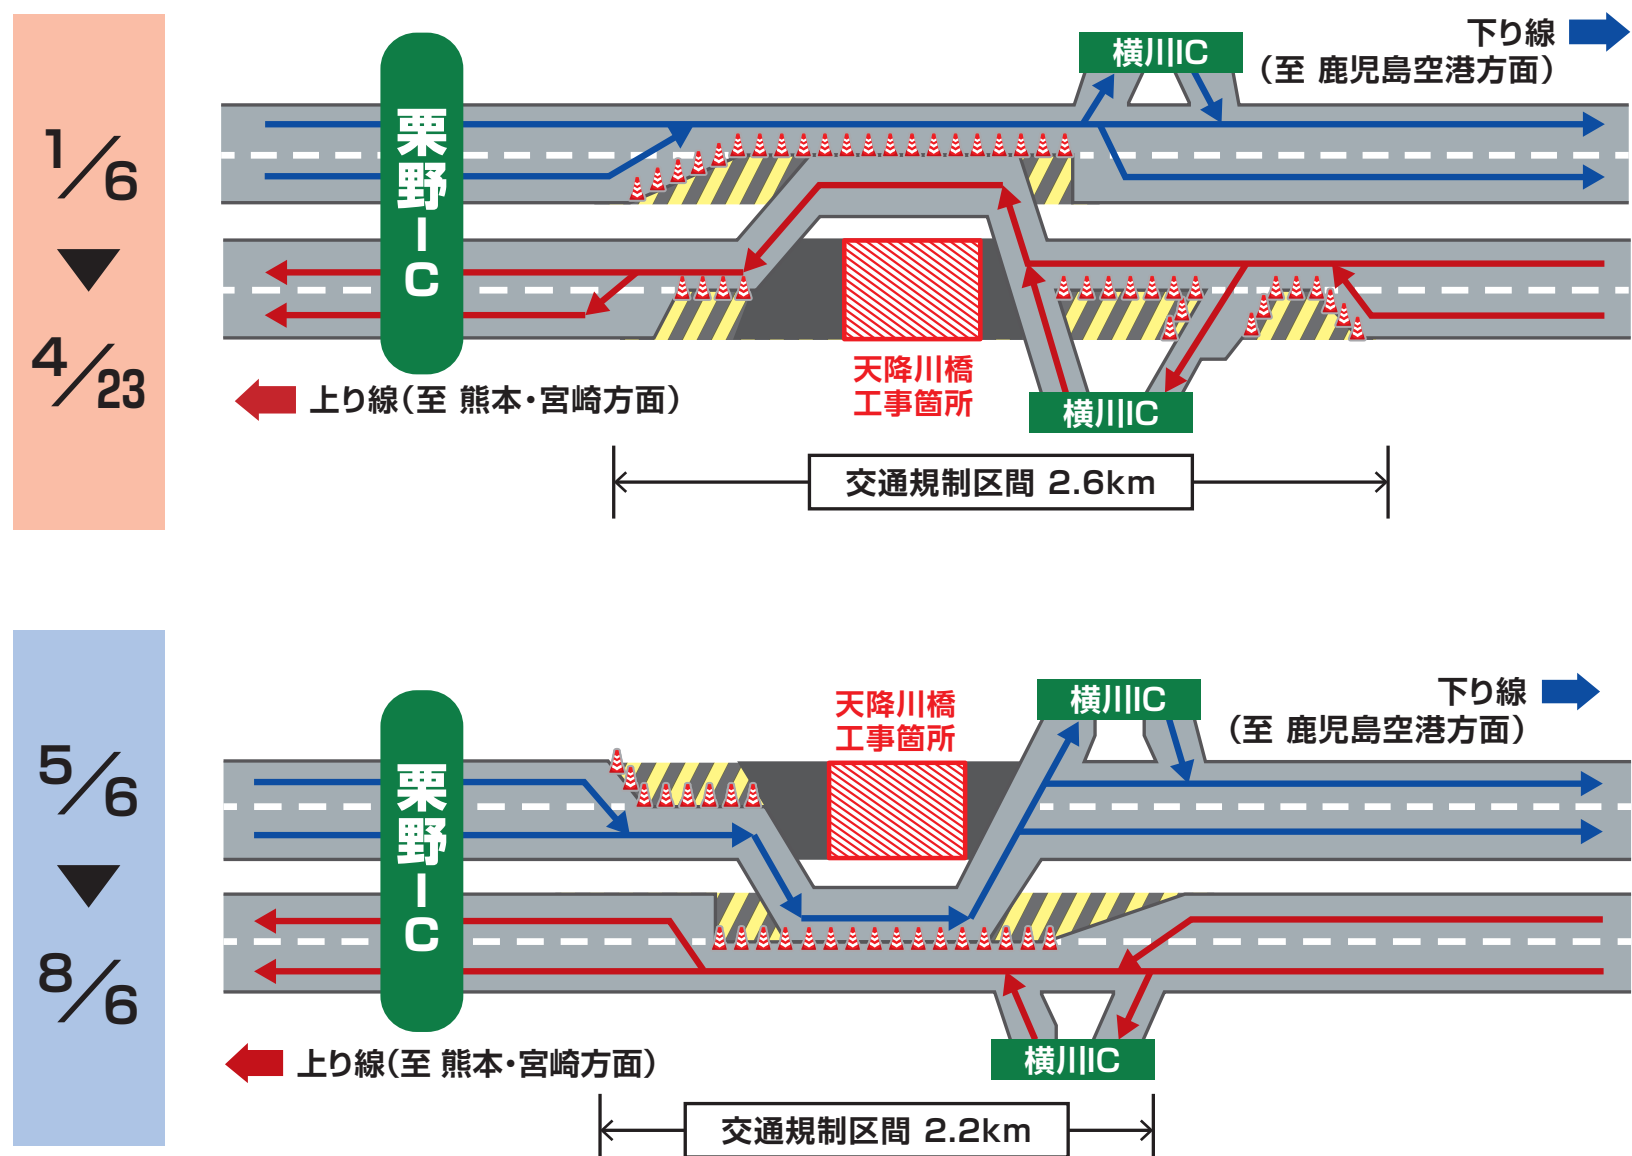 1/6
▼
4/23
栗野IC
横川IC
下り線
（至 鹿児島空港方面）
天降川橋
工事箇所
横川IC
上り線（至 熊本・宮崎方面）
交通規制区間 2.6km
5/6
▼
8/6
栗野IC
天降川橋
工事箇所
横川IC
下り線
（至 鹿児島空港方面）
上り線（至 熊本・宮崎方面）
横川IC
交通規制区間 2.2km